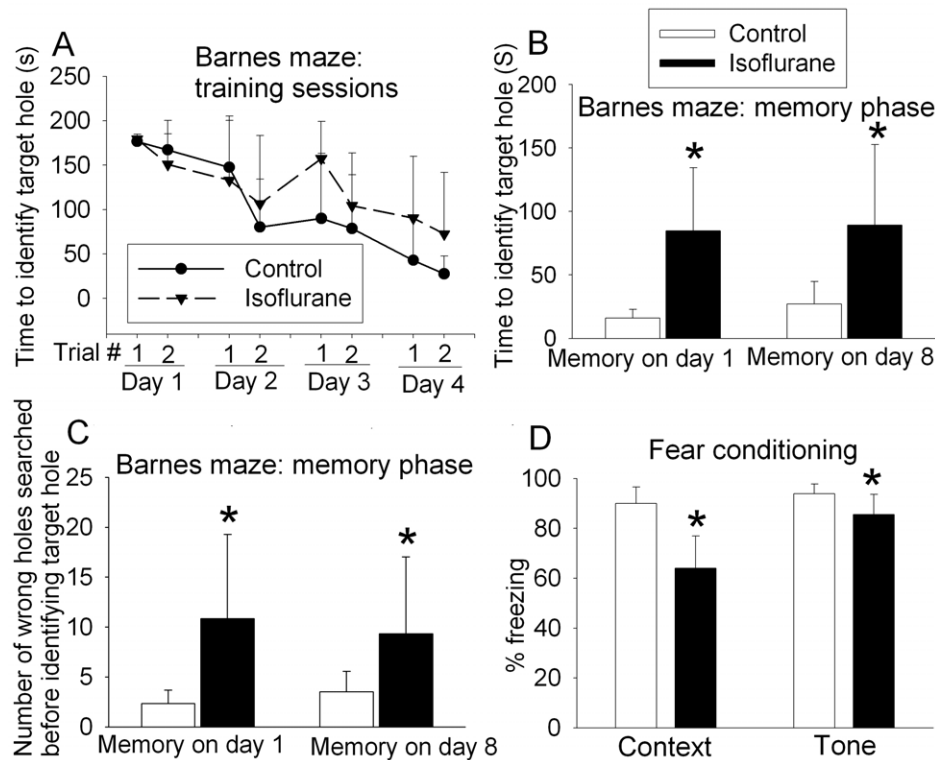 A
Barnes maze:
training sessions
Time to identify target hole (s)
250
200
150
100
50
0
Control
Isoflurane
Trial # 1 2 1 2 1 2 1 2
Day 1 Day 2 Day 3 Day 4
B
Control
Isoflurane
Barnes maze: memory phase
Time to identify target hole (S)
200
150
100
50
0
*
*
Memory on day 1 Memory on day 8
C
Barnes maze: memory phase
Number of wrong holes searched
before identifying target hole
25
20
15
10
5
0
*
*
Memory on day 1 Memory on day 8
D
Fear conditioning
% freezing
100
80
60
40
20
0
*
*
Context Tone